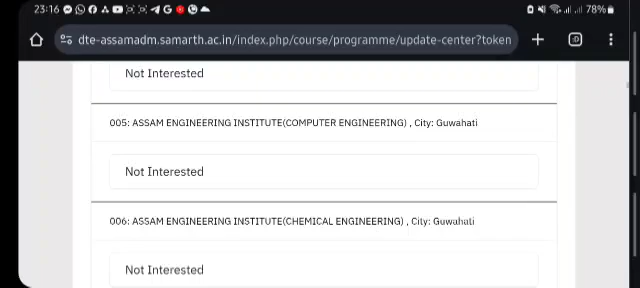 23:16
78%
dte-assamadm.samarth.ac.in/index.php/course/programme/update-center?token
:D
Not Interested
005: ASSAM ENGINEERING INSTITUTE(COMPUTER ENGINEERING) , City: Guwahati
Not Interested
006: ASSAM ENGINEERING INSTITUTE(CHEMICAL ENGINEERING) , City: Guwahati
Not Interested